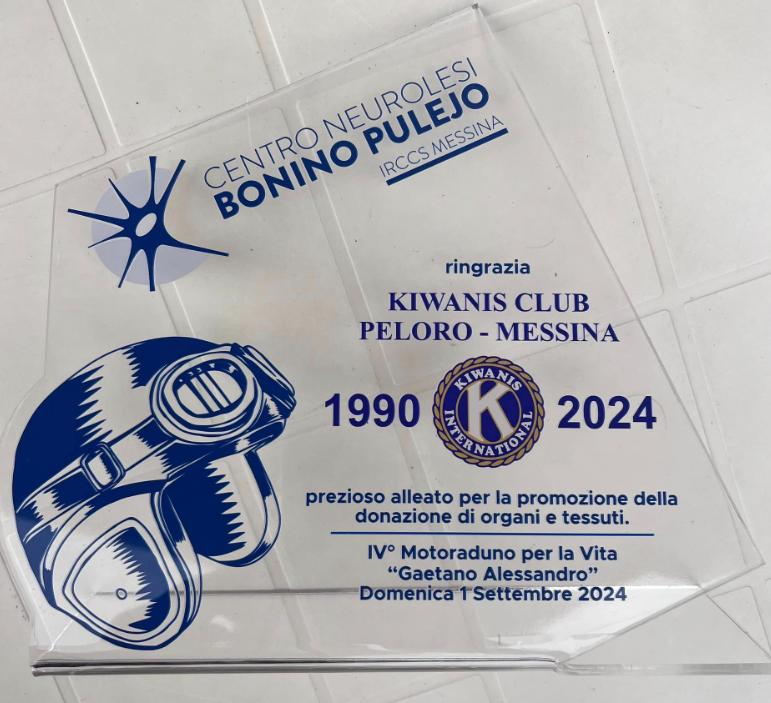 CENTRO NEUROLESI
BONINO PULEJO
IRCCS MESSINA
ringrazia
KIWANIS CLUB
PELORO - MESSINA
1990
KIWANIS
K
INTERNATIONAL
2024
prezioso alleato per la promozione della
donazione di organi e tessuti.
IV° Motoraduno per la Vita
“Gaetano Alessandro”
Domenica 1 Settembre 2024